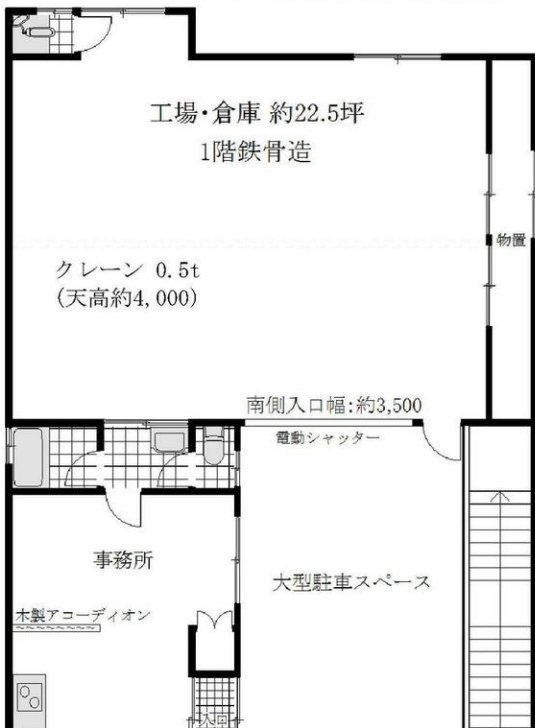 工場・倉庫 約22.5坪
1階鉄骨造
物置
クレーン 0.5t
(天高約4,000)
南側入口幅:約3,500
電動シャッター
事務所
大型駐車スペース
木製アコーディオン
入口